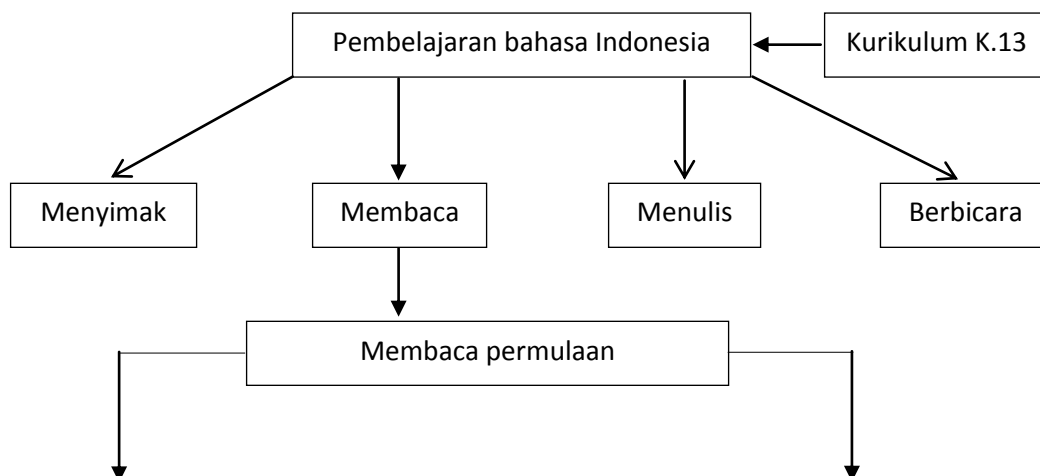 Pembelajaran bahasa Indonesia
Kurikulum K.13
Menyimak
Membaca
Menulis
Berbicara
Membaca permulaan